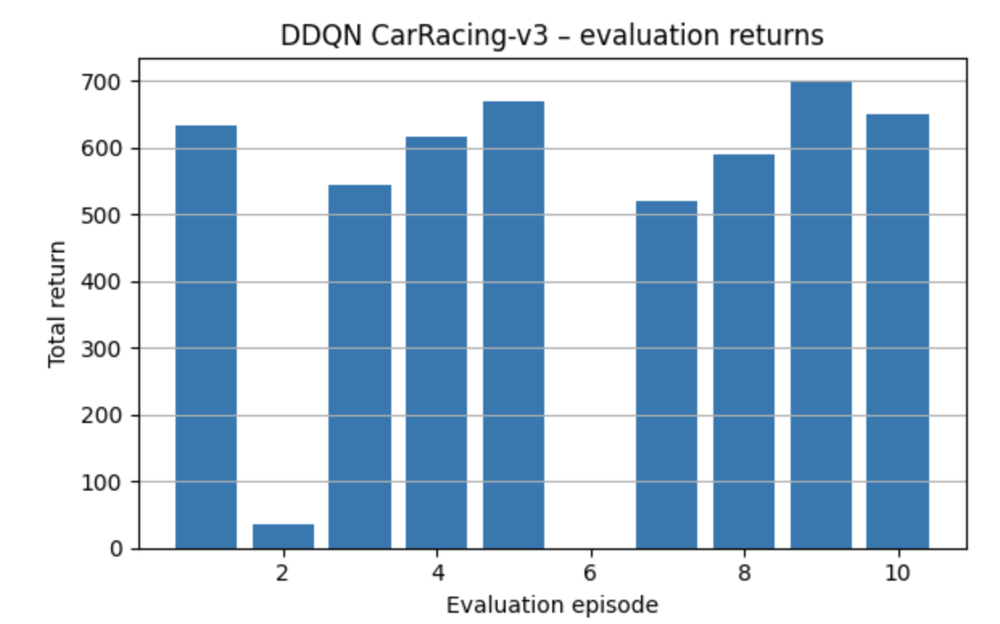 DDQN CarRacing-v3 – evaluation returns
700
600
500
400
300
200
100
0
Total return
2 4 6 8 10
Evaluation episode